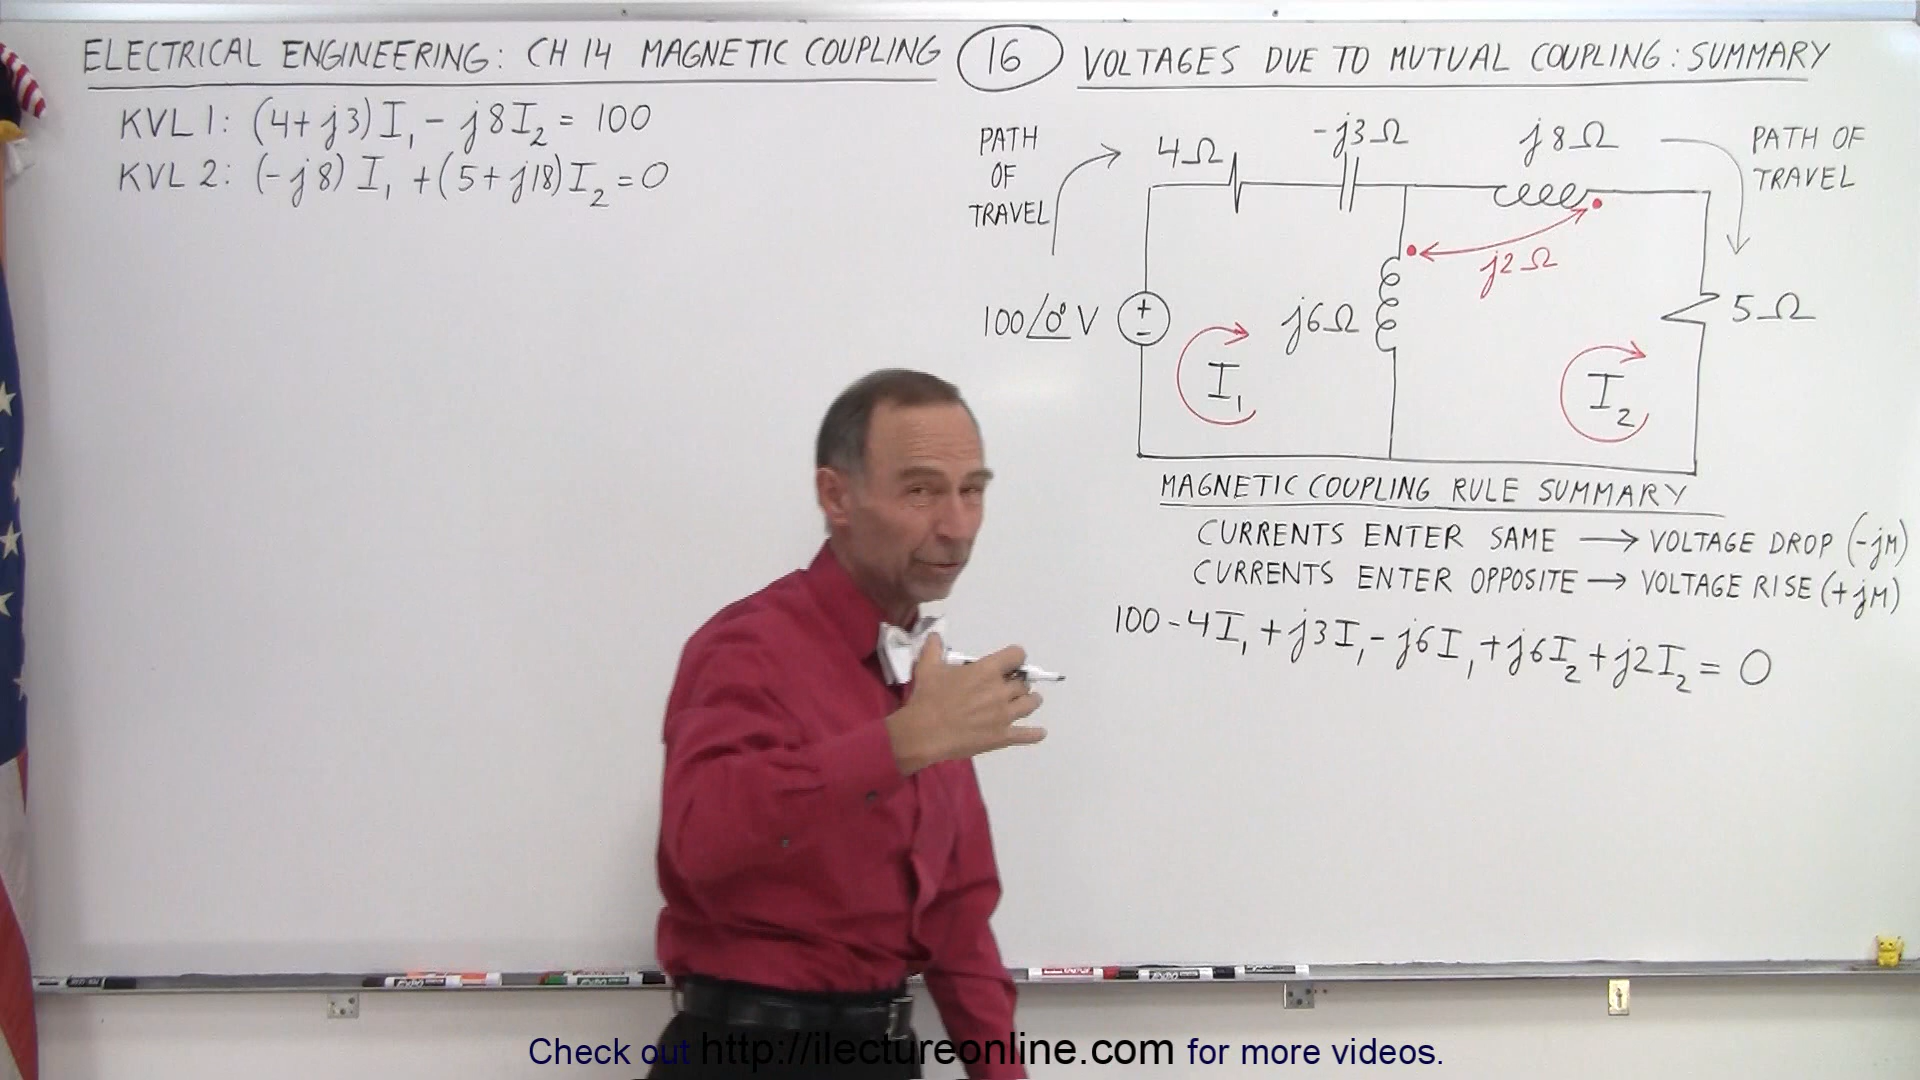 ELECTRICAL ENGINEERING: CH 14 MAGNETIC COUPLING 16 VOLTAGES DUE TO MUTUAL COUPLING: SUMMARY
KVL 1: (4+j3)I₁ - j8I₂ = 100
KVL 2: (-j8) I₁ + (5+j18)I₂ = 0
PATH
OF
TRAVEL
4Ω
-j3Ω
j8Ω
PATH OF
TRAVEL
j2Ω
100∠0° V
+
-
j6Ω
5Ω
I₁
I₂
MAGNETIC COUPLING RULE SUMMARY
CURRENTS ENTER SAME → VOLTAGE DROP (-jM)
CURRENTS ENTER OPPOSITE → VOLTAGE RISE (+jM)
100 - 4I₁ + j3I₁ - j6I₁ + j6I₂ + j2I₂ = 0
Check out http://ilectureonline.com for more videos.